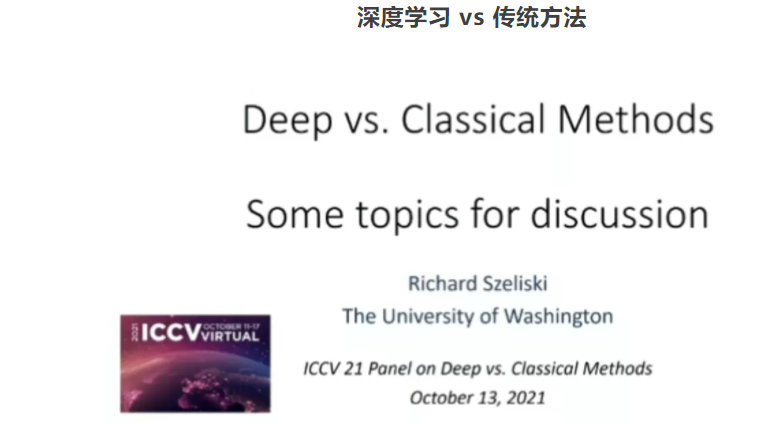 深度学习 vs 传统方法
Deep vs. Classical Methods
Some topics for discussion
Richard Szeliski
The University of Washington
2021 ICCV OCTOBER 11-17
VIRTUAL
ICCV 21 Panel on Deep vs. Classical Methods
October 13, 2021